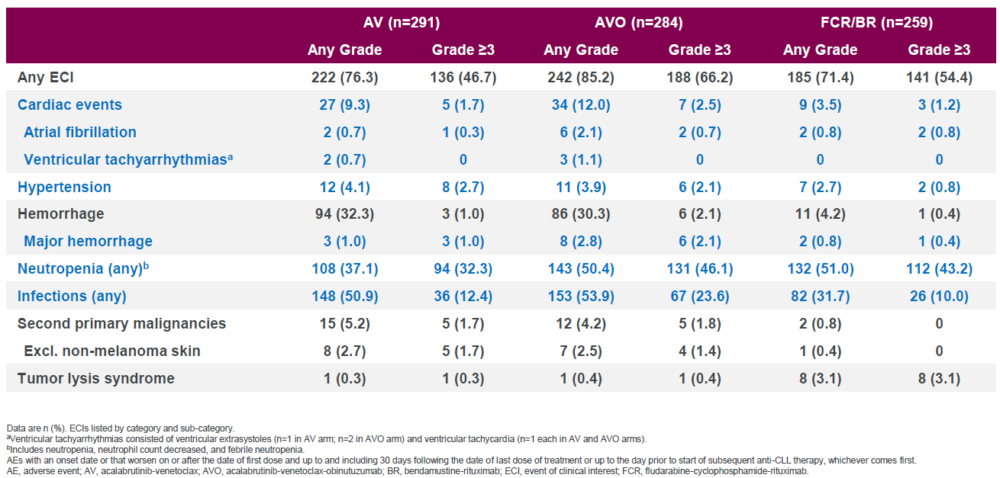 AV (n=291) AVO (n=284) FCR/BR (n=259)
Any Grade Grade ≥3 Any Grade Grade ≥3 Any Grade Grade ≥3
Any ECI 222 (76.3) 136 (46.7) 242 (85.2) 188 (66.2) 185 (71.4) 141 (54.4)
Cardiac events 27 (9.3) 5 (1.7) 34 (12.0) 7 (2.5) 9 (3.5) 3 (1.2)
Atrial fibrillation 2 (0.7) 1 (0.3) 6 (2.1) 2 (0.7) 2 (0.8) 2 (0.8)
Ventricular tachyarrhythmiasᵃ 2 (0.7) 0 3 (1.1) 0 0 0
Hypertension 12 (4.1) 8 (2.7) 11 (3.9) 6 (2.1) 7 (2.7) 2 (0.8)
Hemorrhage 94 (32.3) 3 (1.0) 86 (30.3) 6 (2.1) 11 (4.2) 1 (0.4)
Major hemorrhage 3 (1.0) 3 (1.0) 8 (2.8) 6 (2.1) 2 (0.8) 1 (0.4)
Neutropenia (any)ᵇ 108 (37.1) 94 (32.3) 143 (50.4) 131 (46.1) 132 (51.0) 112 (43.2)
Infections (any) 148 (50.9) 36 (12.4) 153 (53.9) 67 (23.6) 82 (31.7) 26 (10.0)
Second primary malignancies 15 (5.2) 5 (1.7) 12 (4.2) 5 (1.8) 2 (0.8) 0
Excl. non-melanoma skin 8 (2.7) 5 (1.7) 7 (2.5) 4 (1.4) 1 (0.4) 0
Tumor lysis syndrome 1 (0.3) 1 (0.3) 1 (0.4) 1 (0.4) 8 (3.1) 8 (3.1)
Data are n (%). ECIs listed by category and sub-category.
ᵃVentricular tachyarrhythmias consisted of ventricular extrasystoles (n=1 in AV arm; n=2 in AVO arm) and ventricular tachycardia (n=1 each in AV and AVO arms).
ᵇIncludes neutropenia, neutrophil count decreased, and febrile neutropenia.
AEs with an onset date or that worsen on or after the date of first dose and up to and including 30 days following the date of last dose of treatment or up to the day prior to start of subsequent anti-CLL therapy, whichever comes first.
AE, adverse event; AV, acalabrutinib-venetoclax; AVO, acalabrutinib-venetoclax-obinutuzumab; BR, bendamustine-rituximab; ECI, event of clinical interest; FCR, fludarabine-cyclophosphamide-rituximab.